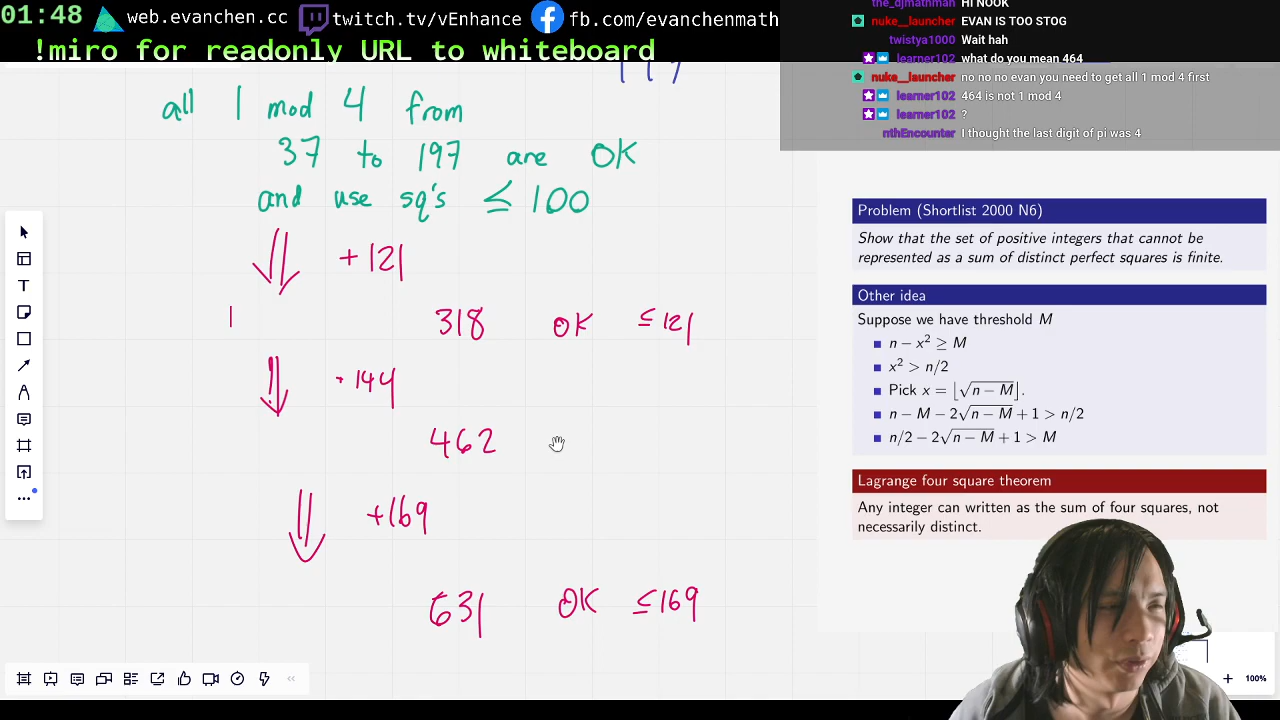 01:48
web.evanchen.cc
twitch.tv/vEnhance
fb.com/evanchenmath
!miro for readonly URL to whiteboard
the_djmathman HI NOOK
nuke__launcher EVAN IS TOO STOG
twistya1000 Wait hah
learner102 what do you mean 464
nuke__launcher no no no evan you need to get all 1 mod 4 first
learner102 464 is not 1 mod 4
learner102 ?
nthEncounter I thought the last digit of pi was 4
all 1 mod 4 from
37 to 197 are OK
and use sq's ≤ 100
+121
318 OK ≤121
144
462
+169
631 OK ≤169
Problem (Shortlist 2000 N6)
Show that the set of positive integers that cannot be
represented as a sum of distinct perfect squares is finite.
Other idea
Suppose we have threshold M
n − x² ≥ M
x² > n/2
Pick x = ⌊√n − M⌋.
n − M − 2√n − M + 1 > n/2
n/2 − 2√n − M + 1 > M
Lagrange four square theorem
Any integer can written as the sum of four squares, not
necessarily distinct.
100%